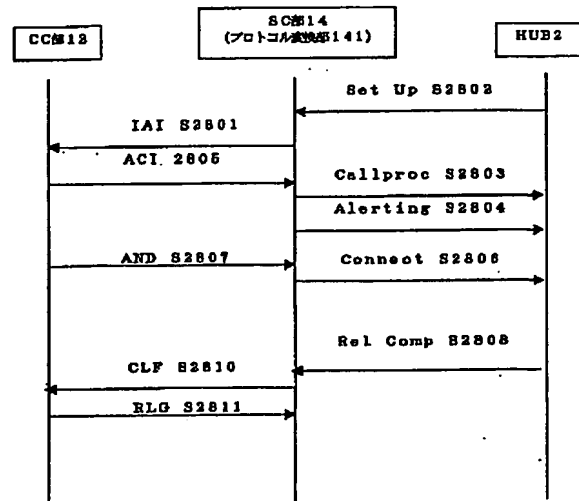 CC部12
SC部14
(プロトコル変換部141)
HUB2
Set Up S2802
IAI S2801
ACI. 2805
Callproc S2803
Alerting S2804
AND S2807
Connect S2806
Rel Comp S2808
CLF S2810
RLG S2811